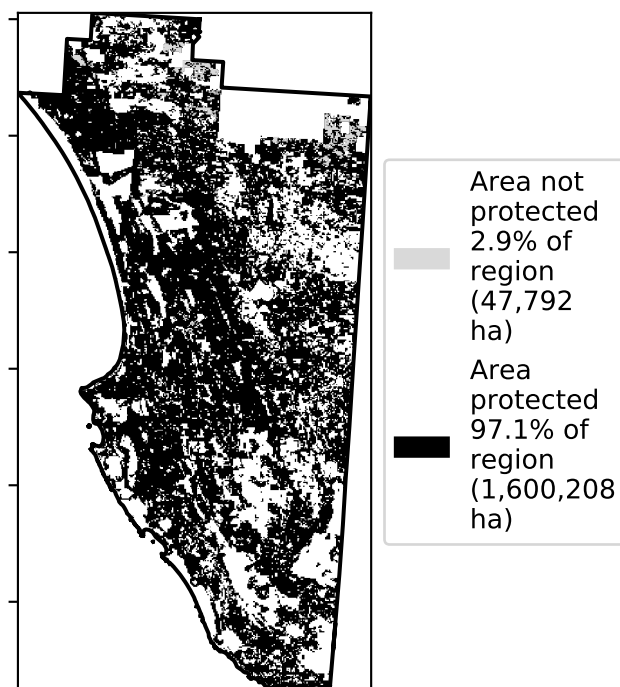 Area not
protected
2.9% of
region
(47,792
ha)
Area
protected
97.1% of
region
(1,600,208
ha)